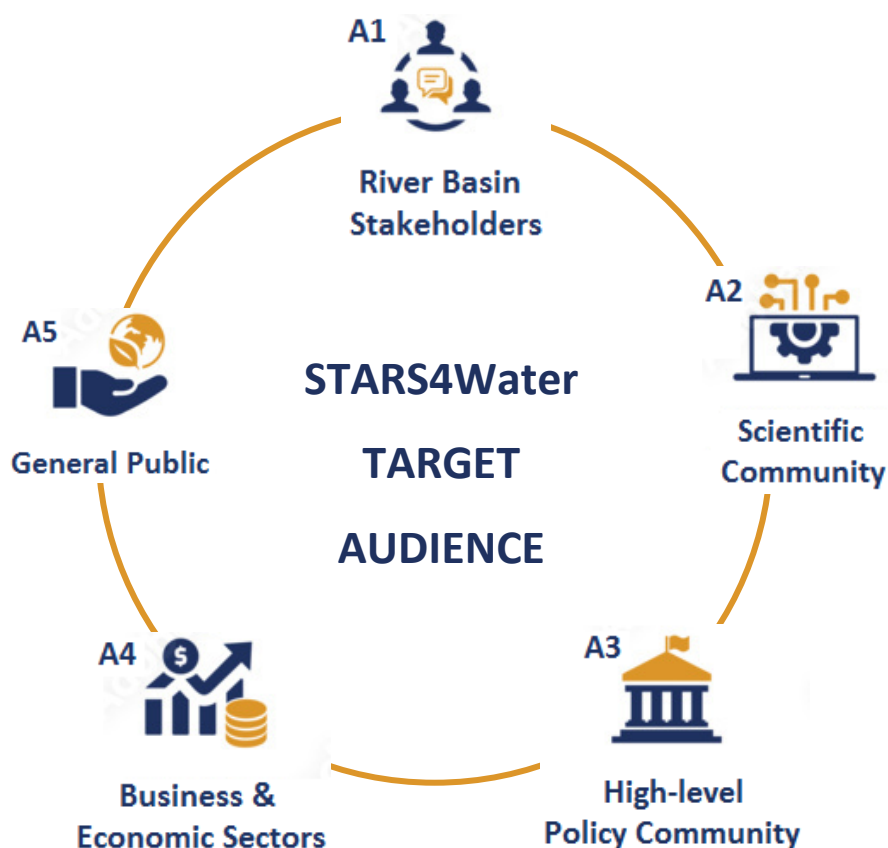 A1
River Basin
Stakeholders
A2
Scientific
Community
A3
High-level
Policy Community
A4
$
Business &
Economic Sectors
A5
General Public
STARS4Water
TARGET
AUDIENCE